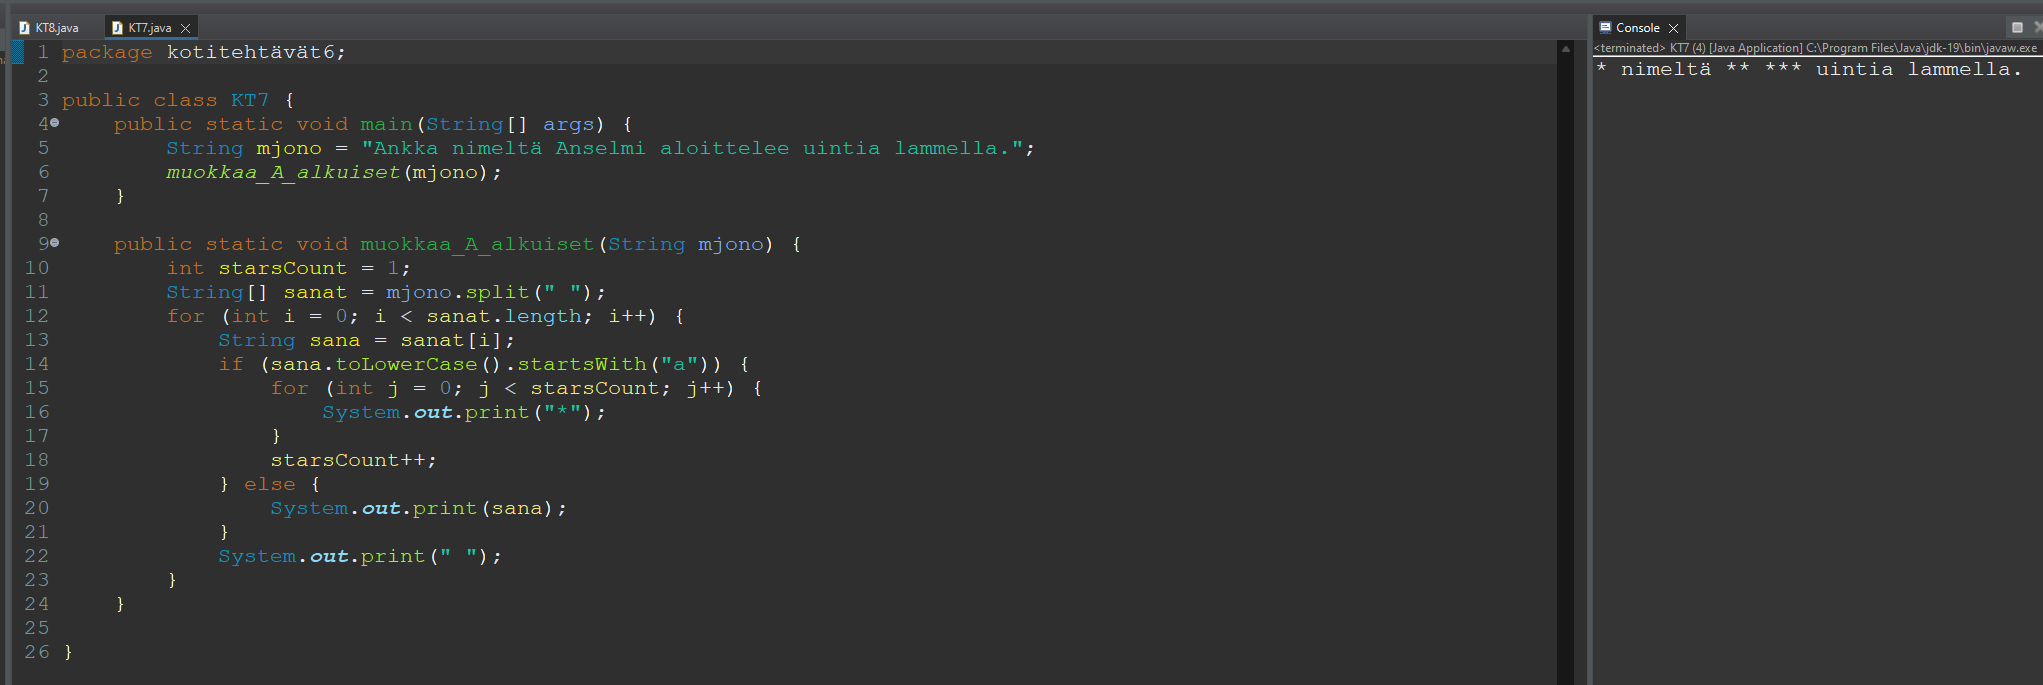 KT8.java
KT7.java
1 package kotitehtävät6;
2
3 public class KT7 {
4     public static void main(String[] args) {
5         String mjono = "Ankka nimeltä Anselmi aloittelee uintia lammella.";
6         muokkaa_A_alkuiset(mjono);
7     }
8
9     public static void muokkaa_A_alkuiset(String mjono) {
10         int starsCount = 1;
11         String[] sanat = mjono.split(" ");
12         for (int i = 0; i < sanat.length; i++) {
13             String sana = sanat[i];
14             if (sana.toLowerCase().startsWith("a")) {
15                 for (int j = 0; j < starsCount; j++) {
16                     System.out.print("*");
17                 }
18                 starsCount++;
19             } else {
20                 System.out.print(sana);
21             }
22             System.out.print(" ");
23         }
24     }
25
26 }
Console
<terminated> KT7 (4) [Java Application] C:\Program Files\Java\jdk-19\bin\javaw.exe
* nimeltä ** *** uintia lammella.